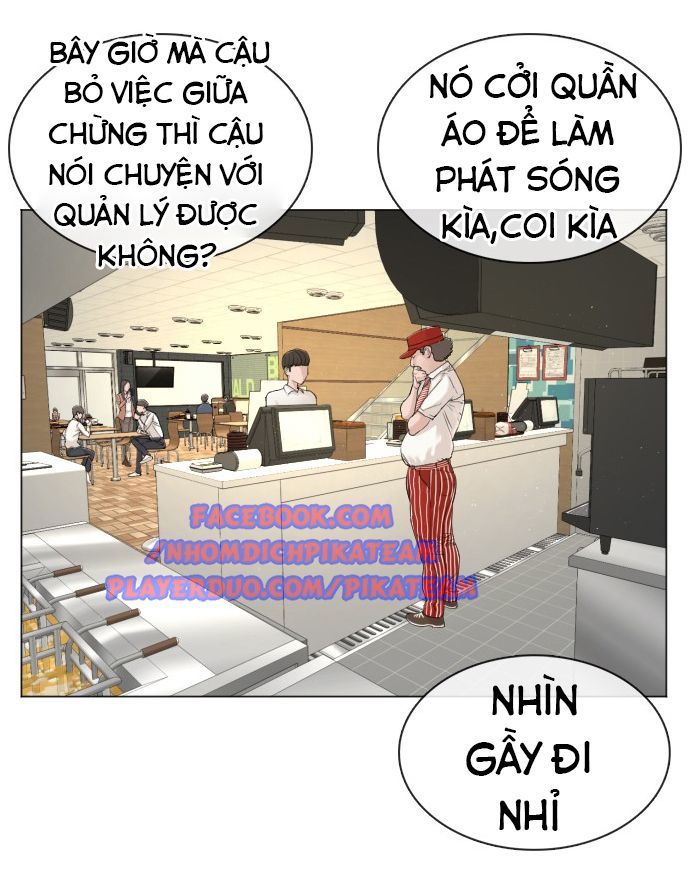 BÂY GIỜ MÀ CẬU
BỎ VIỆC GIỮA
CHỪNG THÌ CẬU
NÓI CHUYỆN VỚI
QUẢN LÝ ĐƯỢC
KHÔNG?
NÓ CỞI QUẦN
ÁO ĐỂ LÀM
PHÁT SÓNG
KÌA,COI KÌA
FACEBOOK.COM
/NHOMDICHPIKATEAM
PLAYERDUO.COM/PIKATEAM
NHÌN
GẦY ĐI
NHỈ